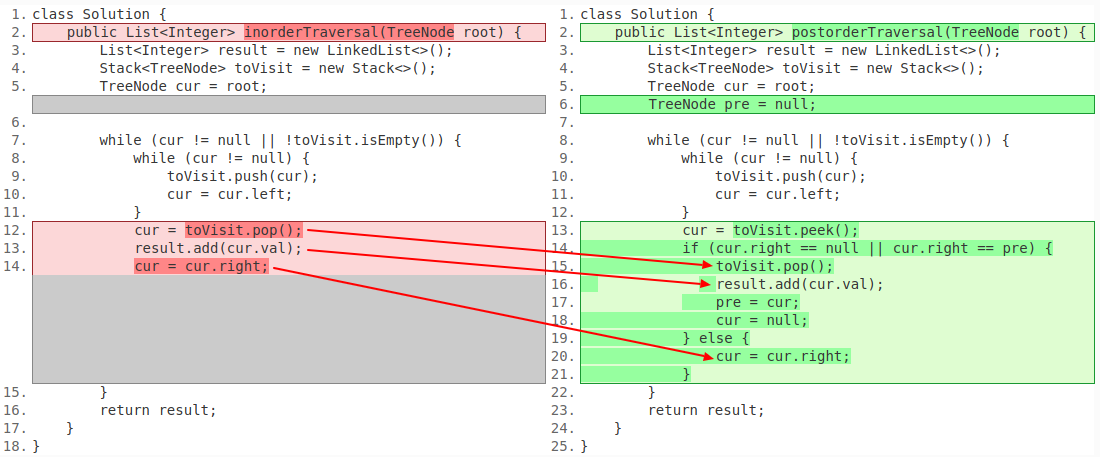 1. class Solution {
2.     public List<Integer> inorderTraversal(TreeNode root) {
3.         List<Integer> result = new LinkedList<>();
4.         Stack<TreeNode> toVisit = new Stack<>();
5.         TreeNode cur = root;
6.
7.         while (cur != null || !toVisit.isEmpty()) {
8.             while (cur != null) {
9.                 toVisit.push(cur);
10.                 cur = cur.left;
11.             }
12.             cur = toVisit.pop();
13.             result.add(cur.val);
14.             cur = cur.right;
15.         }
16.         return result;
17.     }
18. }
1. class Solution {
2.     public List<Integer> postorderTraversal(TreeNode root) {
3.         List<Integer> result = new LinkedList<>();
4.         Stack<TreeNode> toVisit = new Stack<>();
5.         TreeNode cur = root;
6.         TreeNode pre = null;
7.
8.         while (cur != null || !toVisit.isEmpty()) {
9.             while (cur != null) {
10.                 toVisit.push(cur);
11.                 cur = cur.left;
12.             }
13.             cur = toVisit.peek();
14.             if (cur.right == null || cur.right == pre) {
15.                 toVisit.pop();
16.                 result.add(cur.val);
17.                 pre = cur;
18.                 cur = null;
19.             } else {
20.                 cur = cur.right;
21.             }
22.         }
23.         return result;
24.     }
25. }